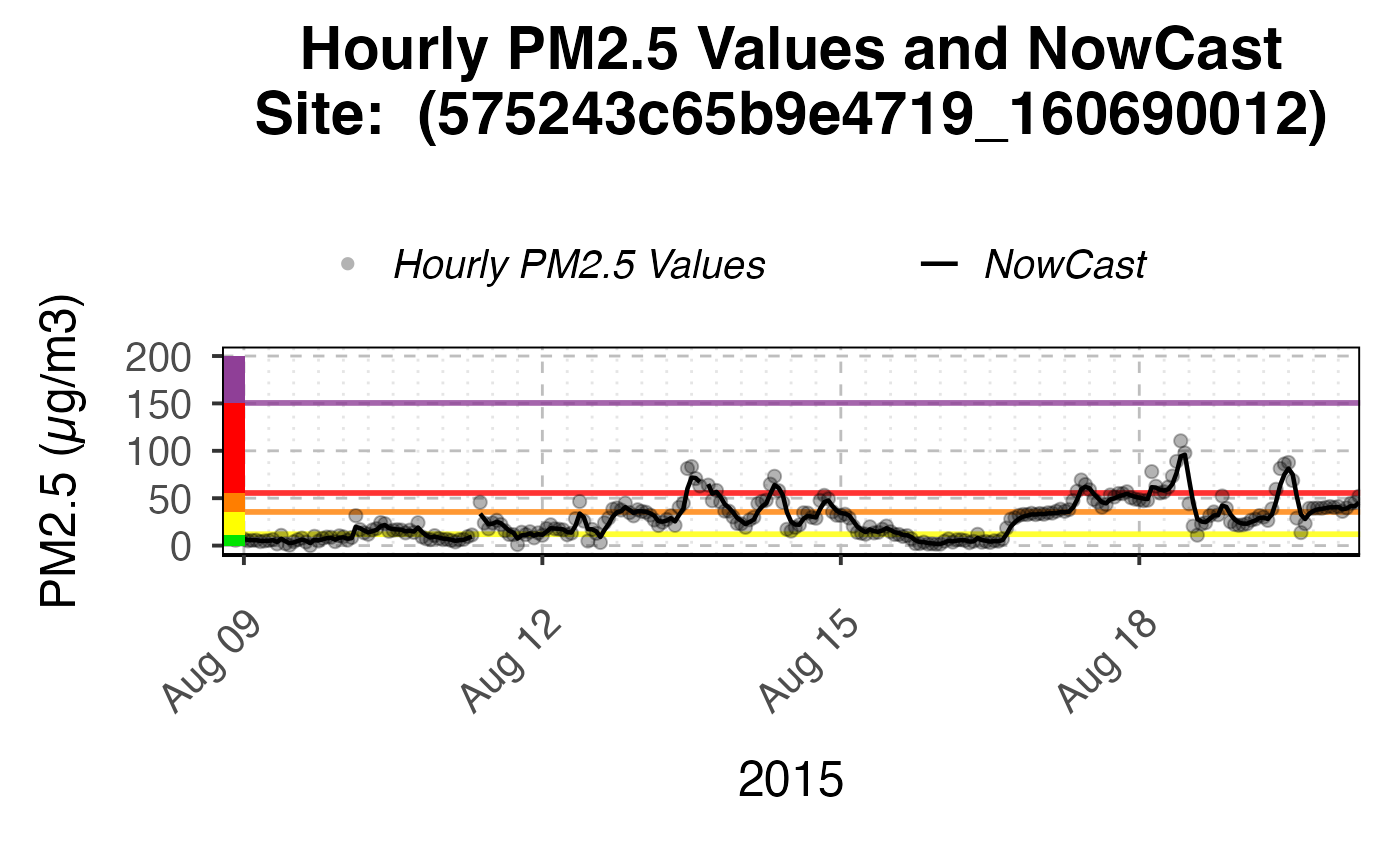 Hourly PM2.5 Values and NowCast
Site:  (575243c65b9e4719_160690012)
Hourly PM2.5 Values
NowCast
PM2.5 (µg/m3)
200
150
100
50
0
Aug 09
Aug 12
Aug 15
Aug 18
2015